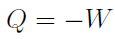 Q = −W